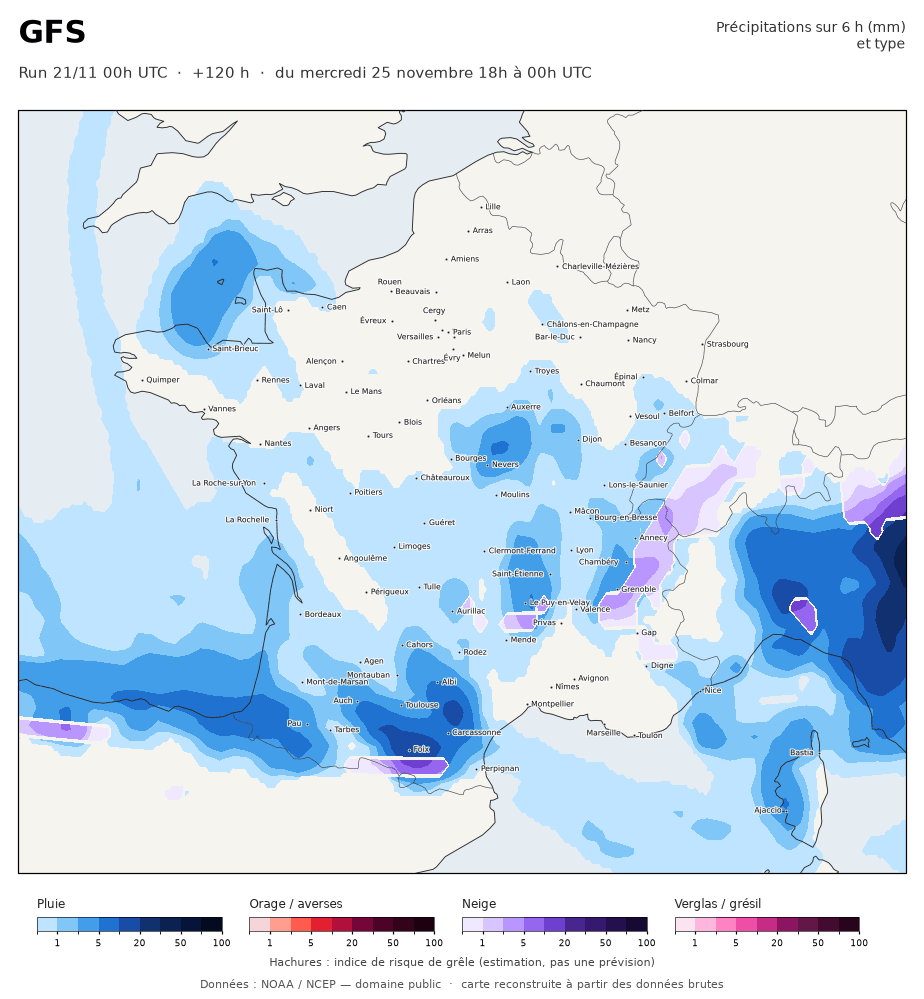 GFS
Précipitations sur 6 h (mm)
et type
Run 21/11 00h UTC · +120 h · du mercredi 25 novembre 18h à 00h UTC
Lille
Arras
Amiens
Charleville-Mézières
Rouen
Laon
Beauvais
Saint-Lô
Caen
Cergy
Metz
Évreux
Châlons-en-Champagne
Paris
Versailles
Bar-le-Duc
Nancy
Strasbourg
Saint-Brieuc
Alençon
Chartres
Évry
Melun
Troyes
Épinal
Quimper
Rennes
Laval
Chaumont
Colmar
Le Mans
Orléans
Vannes
Auxerre
Vesoul
Belfort
Blois
Angers
Tours
Nantes
Dijon
Besançon
Bourges
Nevers
Châteauroux
La Roche-sur-Yon
Lons-le-Saunier
Poitiers
Moulins
Niort
Mâcon
La Rochelle
Guéret
Bourg-en-Bresse
Annecy
Limoges
Clermont-Ferrand
Lyon
Angoulême
Chambéry
Saint-Étienne
Périgueux
Tulle
Grenoble
Bordeaux
Aurillac
Le Puy-en-Velay
Valence
Privas
Gap
Mende
Cahors
Rodez
Agen
Digne
Montauban
Mont-de-Marsan
Albi
Avignon
Nîmes
Nice
Auch
Toulouse
Montpellier
Pau
Tarbes
Carcassonne
Marseille
Toulon
Foix
Bastia
Perpignan
Ajaccio
Pluie
Orage / averses
Neige
Verglas / grésil
1 5 20 50 100
1 5 20 50 100
1 5 20 50 100
1 5 20 50 100
Hachures : indice de risque de grêle (estimation, pas une prévision)
Données : NOAA / NCEP — domaine public · carte reconstruite à partir des données brutes